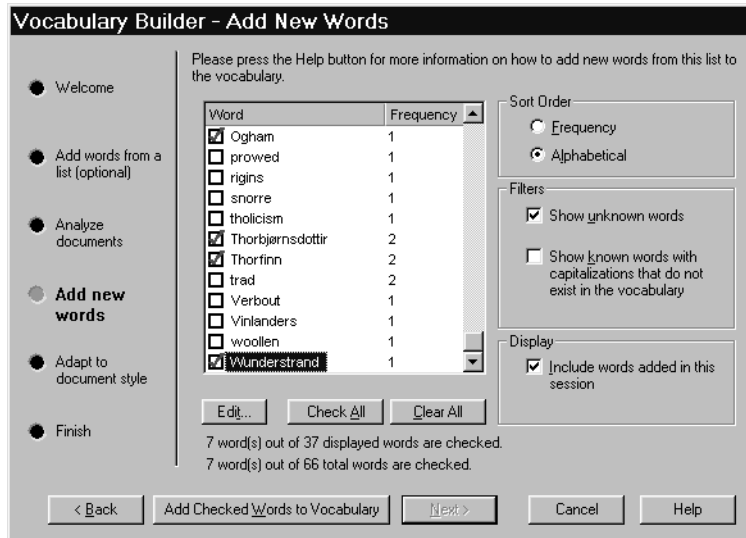 Vocabulary Builder - Add New Words
Please press the Help button for more information on how to add new words from this list to
the vocabulary.
Welcome
Add words from a
list (optional)
Analyze
documents
Add new
words
Adapt to
document style
Finish
Word Frequency
Ogham 1
prowed 1
rigins 1
snorre 1
tholicism 1
Thorbjørnsdottir 2
Thorfinn 2
trad 2
Verbout 1
Vinlanders 1
woollen 1
Wunderstrand 1
Edit... Check All Clear All
7 word(s) out of 37 displayed words are checked.
7 word(s) out of 66 total words are checked.
Sort Order
Frequency
Alphabetical
Filters
Show unknown words
Show known words with
capitalizations that do not
exist in the vocabulary
Display
Include words added in this
session
< Back Add Checked Words to Vocabulary Next > Cancel Help